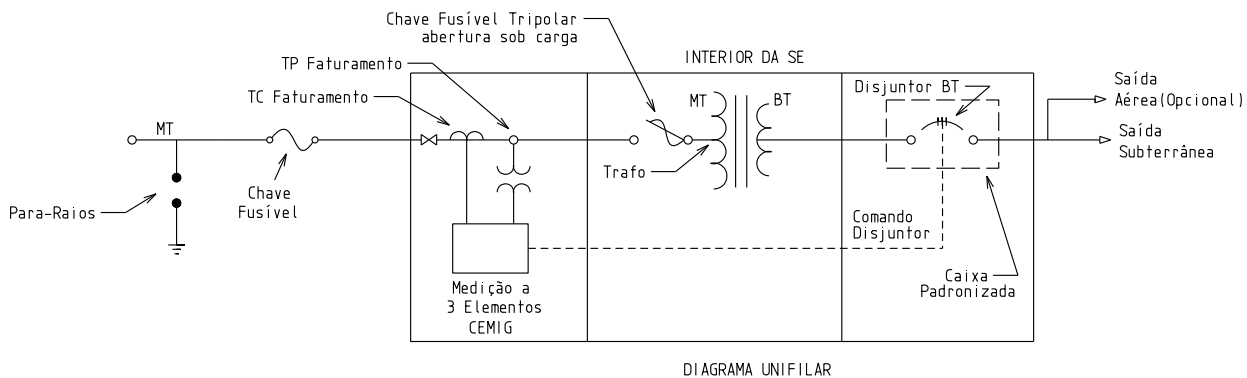 Chave Fusível Tripolar
abertura sob carga
INTERIOR DA SE
TP Faturamento
TC Faturamento
MT
Chave
Fusível
Para-Raios
MT
BT
Trafo
Disjuntor BT
Saída
Aérea(Opcional)
Saída
Subterrânea
Comando
Disjuntor
Caixa
Padronizada
Medição a
3 Elementos
CEMIG
DIAGRAMA UNIFILAR